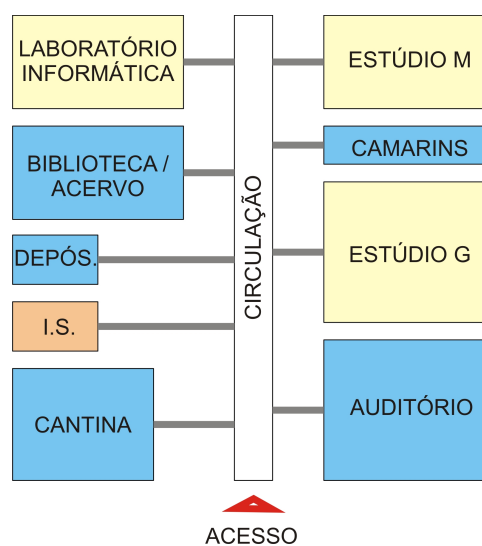 LABORATÓRIO
INFORMÁTICA
BIBLIOTECA /
ACERVO
DEPÓS.
I.S.
CANTINA
CIRCULAÇÃO
ESTÚDIO M
CAMARINS
ESTÚDIO G
AUDITÓRIO
ACESSO